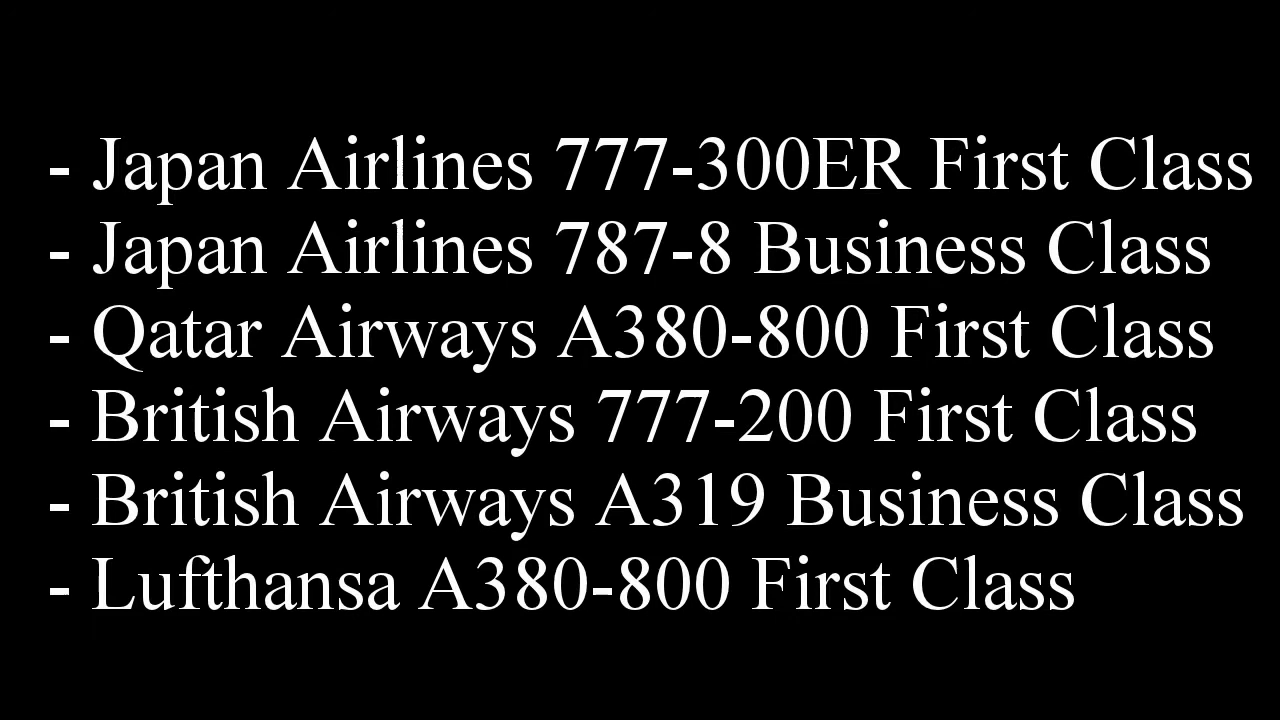 - Japan Airlines 777-300ER First Class
- Japan Airlines 787-8 Business Class
- Qatar Airways A380-800 First Class
- British Airways 777-200 First Class
- British Airways A319 Business Class
- Lufthansa A380-800 First Class